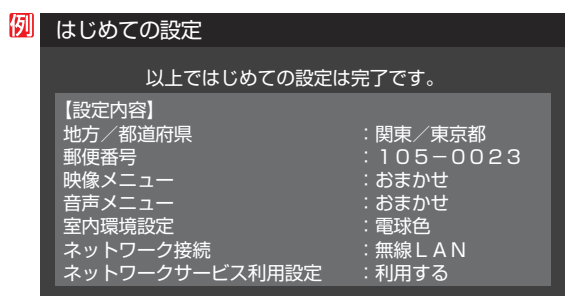 例
はじめての設定
以上ではじめての設定は完了です。
【設定内容】
地方／都道府県 ：関東／東京都
郵便番号 ：１０５－００２３
映像メニュー ：おまかせ
音声メニュー ：おまかせ
室内環境設定 ：電球色
ネットワーク接続 ：無線ＬＡＮ
ネットワークサービス利用設定 ：利用する